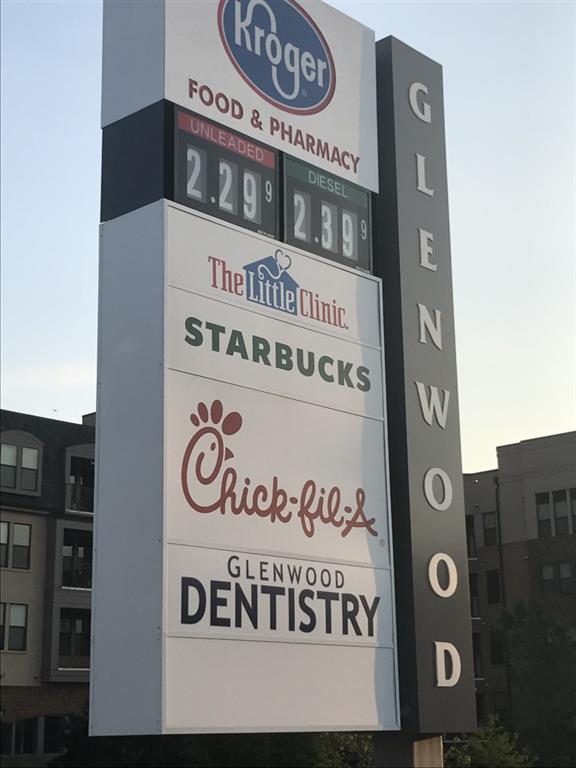 Kroger
FOOD & PHARMACY
UNLEADED
2.29 9
DIESEL
2.39 9
The Little Clinic.
STARBUCKS
Chick-fil-A
GLENWOOD
DENTISTRY
GLENWOOD